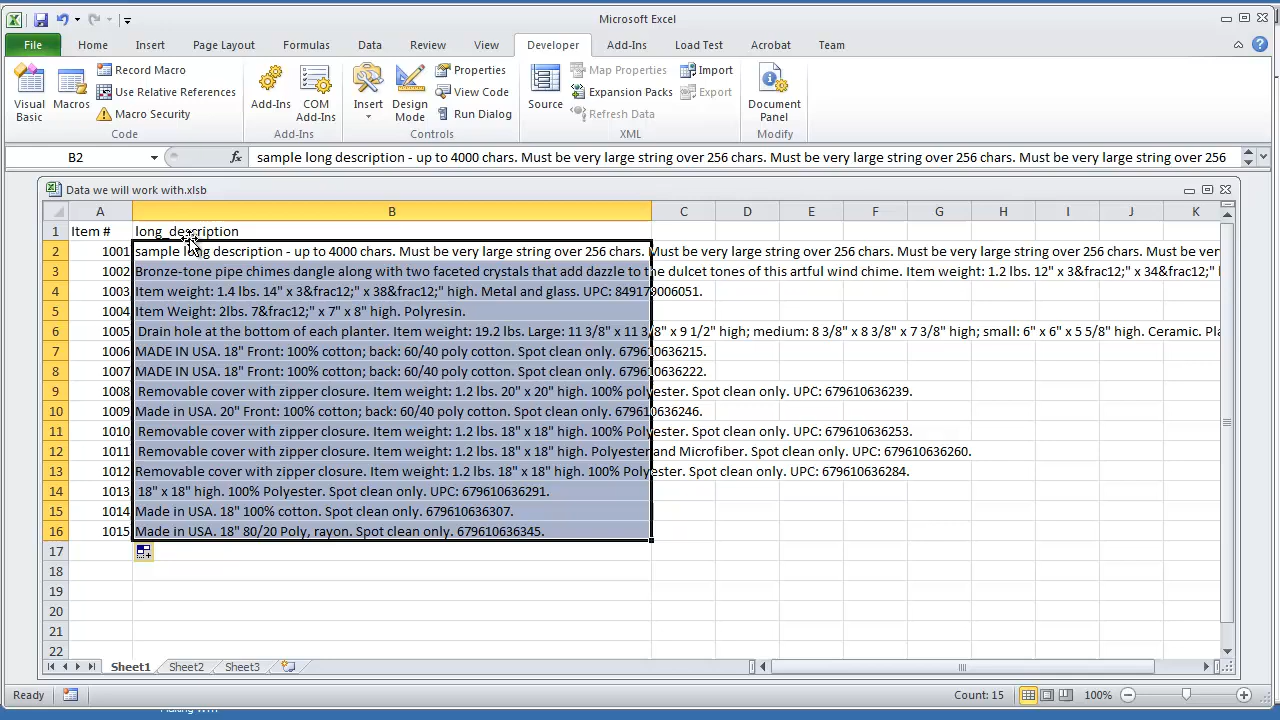 Microsoft Excel
File Home Insert Page Layout Formulas Data Review View Developer Add-Ins Load Test Acrobat Team
Visual Basic
Macros
Record Macro
Use Relative References
Macro Security
Code
Add-Ins
COM Add-Ins
Add-Ins
Insert
Design Mode
Properties
View Code
Run Dialog
Controls
Source
Map Properties
Expansion Packs
Refresh Data
Import
Export
XML
Document Panel
Modify
B2 fx sample long description - up to 4000 chars. Must be very large string over 256 chars. Must be very large string over 256 chars. Must be very large string over 256
Data we will work with.xlsb
A B C D E F G H I J K
1 Item # long_description
2 1001 sample long description - up to 4000 chars. Must be very large string over 256 chars. Must be very large string over 256 chars. Must be very large string over 256 chars. Must be ver
3 1002 Bronze-tone pipe chimes dangle along with two faceted crystals that add dazzle to the dulcet tones of this artful wind chime. Item weight: 1.2 lbs. 12" x 3&frac12;" x 34&frac12;"
4 1003 Item weight: 1.4 lbs. 14" x 3&frac12;" x 38&frac12;" high. Metal and glass. UPC: 849179006051.
5 1004 Item Weight: 2lbs. 7&frac12;" x 7" x 8" high. Polyresin.
6 1005 Drain hole at the bottom of each planter. Item weight: 19.2 lbs. Large: 11 3/8" x 11 3/8" x 9 1/2" high; medium: 8 3/8" x 8 3/8" x 7 3/8" high; small: 6" x 6" x 5 5/8" high. Ceramic. Pla
7 1006 MADE IN USA. 18" Front: 100% cotton; back: 60/40 poly cotton. Spot clean only. 679610636215.
8 1007 MADE IN USA. 18" Front: 100% cotton; back: 60/40 poly cotton. Spot clean only. 679610636222.
9 1008 Removable cover with zipper closure. Item weight: 1.2 lbs. 20" x 20" high. 100% polyester. Spot clean only. UPC: 679610636239.
10 1009 Made in USA. 20" Front: 100% cotton; back: 60/40 poly cotton. Spot clean only. 679610636246.
11 1010 Removable cover with zipper closure. Item weight: 1.2 lbs. 18" x 18" high. 100% Polyester. Spot clean only. UPC: 679610636253.
12 1011 Removable cover with zipper closure. Item weight: 1.2 lbs. 18" x 18" high. Polyester and Microfiber. Spot clean only. UPC: 679610636260.
13 1012 Removable cover with zipper closure. Item weight: 1.2 lbs. 18" x 18" high. 100% Polyester. Spot clean only. UPC: 679610636284.
14 1013 18" x 18" high. 100% Polyester. Spot clean only. UPC: 679610636291.
15 1014 Made in USA. 18" 100% cotton. Spot clean only. 679610636307.
16 1015 Made in USA. 18" 80/20 Poly, rayon. Spot clean only. 679610636345.
17
18
19
20
21
22
Sheet1 Sheet2 Sheet3
Ready Count: 15 100%